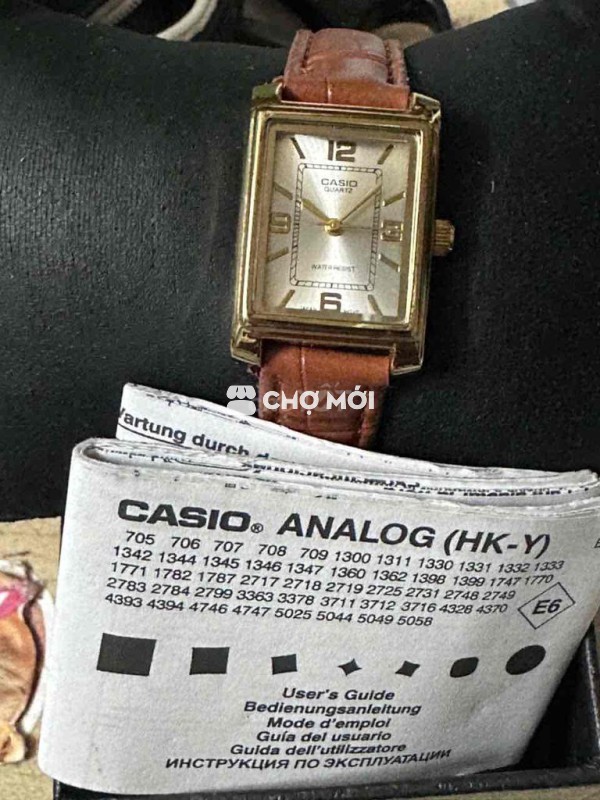 12
CASIO
QUARTZ
3
9
WATER RESIST
6
CHỢ MỚI
Wartung durch
CASIO® ANALOG (HK-Y)
705 706 707 708 709 1300 1311 1330 1331 1332 1333
1342 1344 1345 1346 1347 1360 1362 1398 1399 1747 1770
1771 1782 1787 2717 2718 2719 2725 2731 2748 2749
2783 2784 2799 3363 3378 3711 3712 3716 4328 4370
4393 4394 4746 4747 5025 5044 5049 5058
E6
User's Guide
Bedienungsanleitung
Mode d'emploi
Guía del usuario
Guida dell'utilizzatore
ИНСТРУКЦИЯ ПО ЭКСПЛУАТАЦИИ